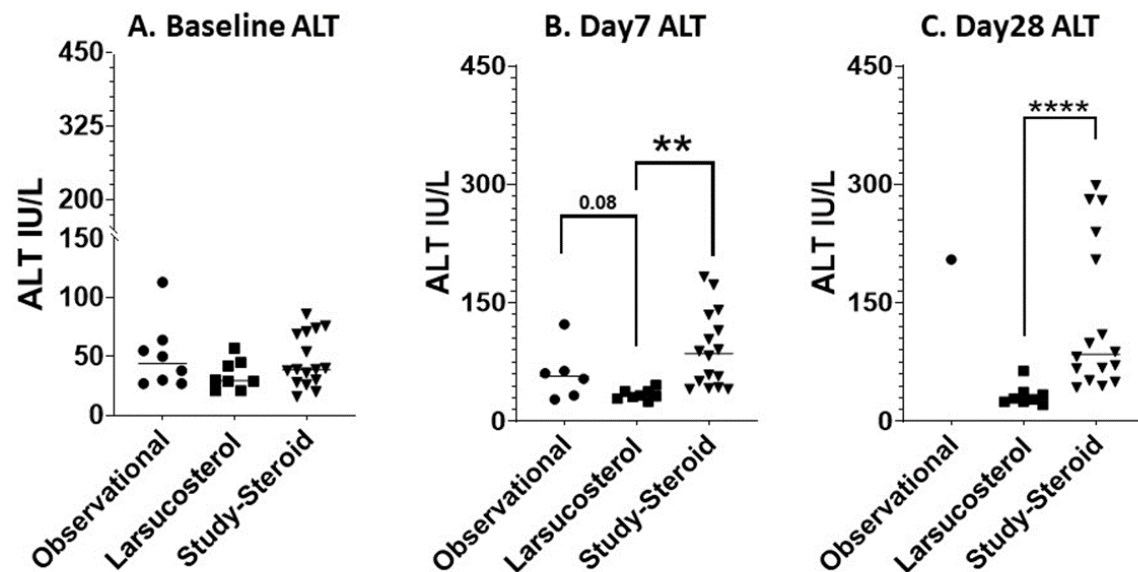 A. Baseline ALT
450
325
200
150
100
50
0
ALT IU/L
Observational
Larsucosterol
Study-Steroid
B. Day7 ALT
450
300
150
0
ALT IU/L
0.08
**
Observational
Larsucosterol
Study-Steroid
C. Day28 ALT
450
300
150
0
ALT IU/L
****
Observational
Larsucosterol
Study-Steroid